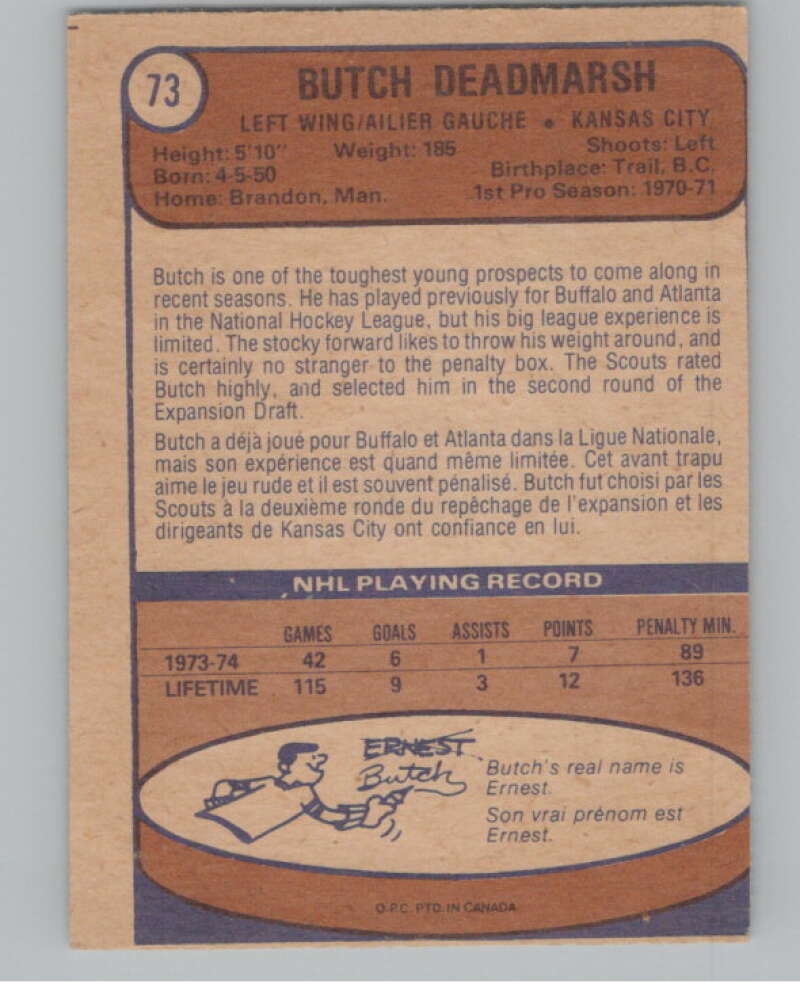 73
BUTCH DEADMARSH
LEFT WING/AILIER GAUCHE • KANSAS CITY
Height: 5'10" Weight: 185 Shoots: Left
Born: 4-5-50 Birthplace: Trail, B.C.
Home: Brandon, Man. 1st Pro Season: 1970-71
Butch is one of the toughest young prospects to come along in
recent seasons. He has played previously for Buffalo and Atlanta
in the National Hockey League, but his big league experience is
limited. The stocky forward likes to throw his weight around, and
is certainly no stranger to the penalty box. The Scouts rated
Butch highly, and selected him in the second round of the
Expansion Draft.
Butch a déjà joué pour Buffalo et Atlanta dans la Ligue Nationale,
mais son expérience est quand même limitée. Cet avant trapu
aime le jeu rude et il est souvent pénalisé. Butch fut choisi par les
Scouts à la deuxième ronde du repêchage de l'expansion et les
dirigeants de Kansas City ont confiance en lui.
NHL PLAYING RECORD
GAMES GOALS ASSISTS POINTS PENALTY MIN.
1973-74 42 6 1 7 89
LIFETIME 115 9 3 12 136
ERNEST
Butch
Butch's real name is
Ernest.
Son vrai prénom est
Ernest.
O.P.C. PTD. IN CANADA